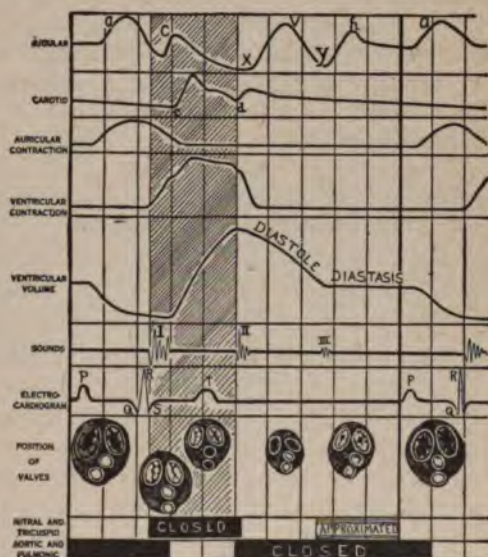 a C X V y h a
JUGULAR
CAROTID
c d
AURICULAR
CONTRACTION
VENTRICULAR
CONTRACTION
VENTRICULAR
VOLUME
DIASTOLE
DIASTASIS
SOUNDS
I II III
ELECTRO-
CARDIOGRAM
P Q R S T P Q R
POSITION
OF
VALVES
MITRAL AND
TRICUSPID
CLOSED
APPROXIMATED
AORTIC AND
PULMONIC
CLOSED